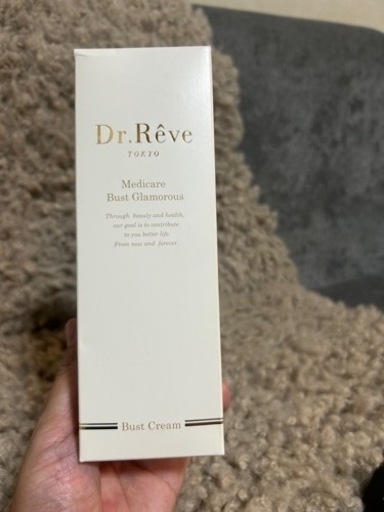 Dr.Rêve
TOKYO
Medicare
Bust Glamorous
Through beauty and health,
our goal is to contribute
to you better life.
From now and forever.
Bust Cream